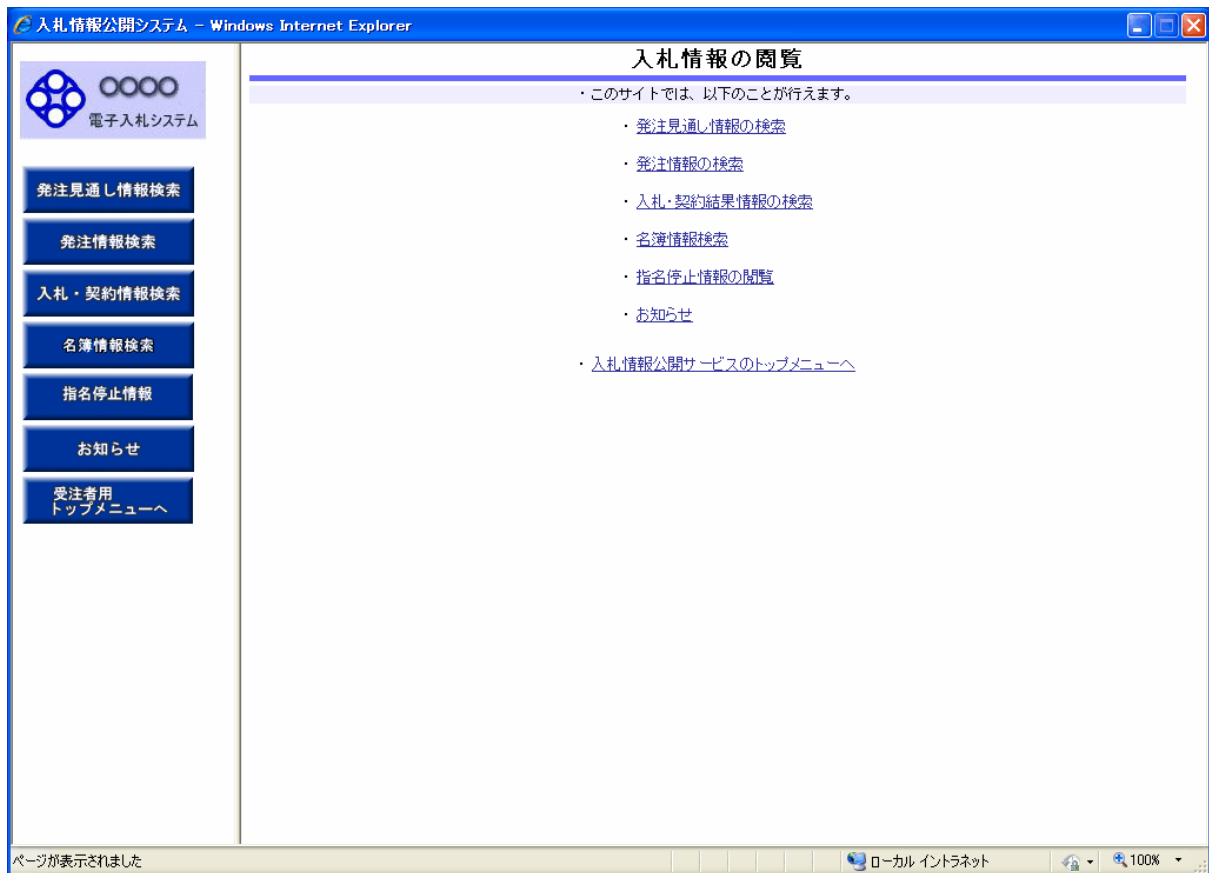 入札情報公開システム - Windows Internet Explorer
〇〇〇〇
電子入札システム
発注見通し情報検索
発注情報検索
入札・契約情報検索
名簿情報検索
指名停止情報
お知らせ
受注者用
トップメニューへ
入札情報の閲覧
・このサイトでは、以下のことが行えます。
・発注見通し情報の検索
・発注情報の検索
・入札・契約結果情報の検索
・名簿情報検索
・指名停止情報の閲覧
・お知らせ
・入札情報公開サービスのトップメニューへ
ページが表示されました
ローカル イントラネット
100%